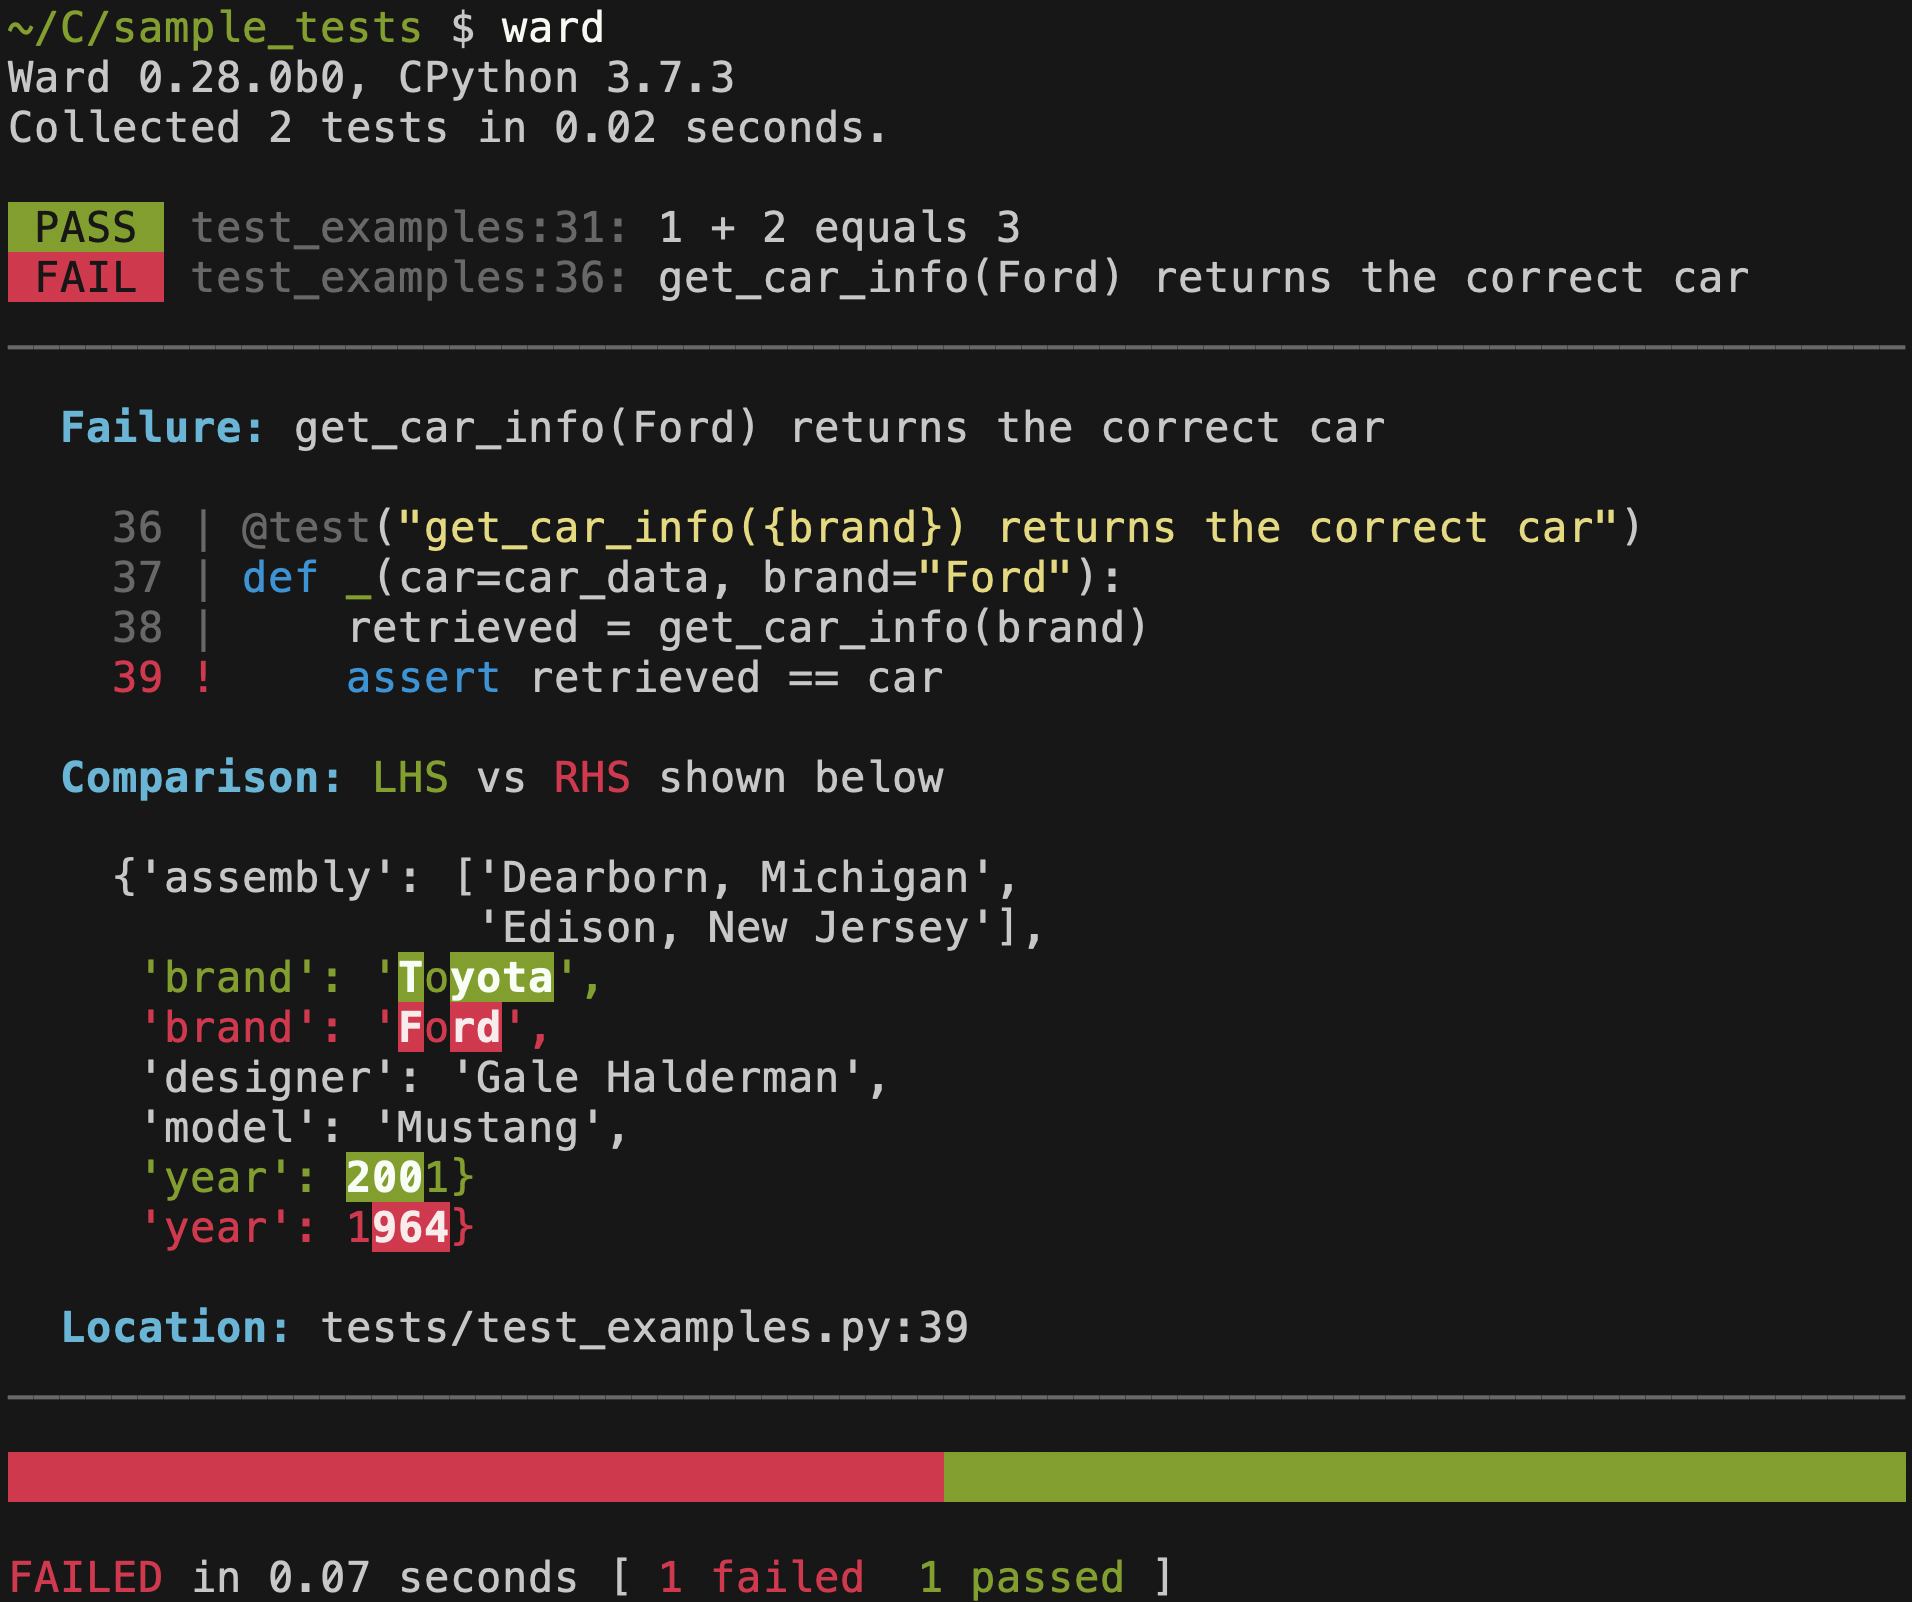 ~/C/sample_tests $ ward
Ward 0.28.0b0, CPython 3.7.3
Collected 2 tests in 0.02 seconds.
PASS test_examples:31: 1 + 2 equals 3
FAIL test_examples:36: get_car_info(Ford) returns the correct car
Failure: get_car_info(Ford) returns the correct car
36 | @test("get_car_info({brand}) returns the correct car")
37 | def _(car=car_data, brand="Ford"):
38 |     retrieved = get_car_info(brand)
39 !     assert retrieved == car
Comparison: LHS vs RHS shown below
{'assembly': ['Dearborn, Michigan',
'Edison, New Jersey'],
'brand': 'Toyota',
'brand': 'Ford',
'designer': 'Gale Halderman',
'model': 'Mustang',
'year': 2001}
'year': 1964}
Location: tests/test_examples.py:39
FAILED in 0.07 seconds [ 1 failed  1 passed ]